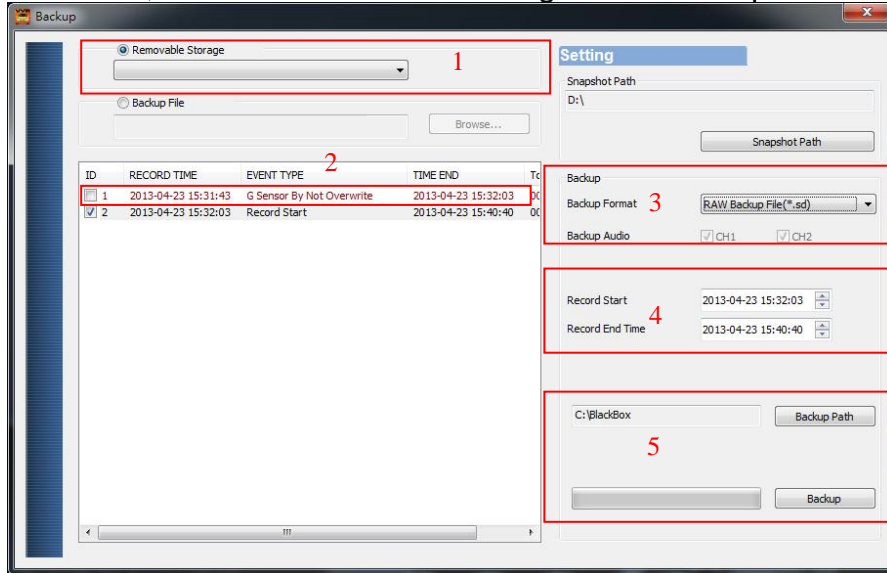 Backup
Removable Storage
1
Backup File
Browse...
2
ID RECORD TIME EVENT TYPE TIME END
1 2013-04-23 15:31:43 G Sensor By Not Overwrite 2013-04-23 15:32:03
2 2013-04-23 15:32:03 Record Start 2013-04-23 15:40:40
Setting
Snapshot Path
D:\
Snapshot Path
Backup
Backup Format 3 RAW Backup File(*.sd)
Backup Audio CH1 CH2
Record Start 2013-04-23 15:32:03
4
Record End Time 2013-04-23 15:40:40
C:\BlackBox Backup Path
5
Backup